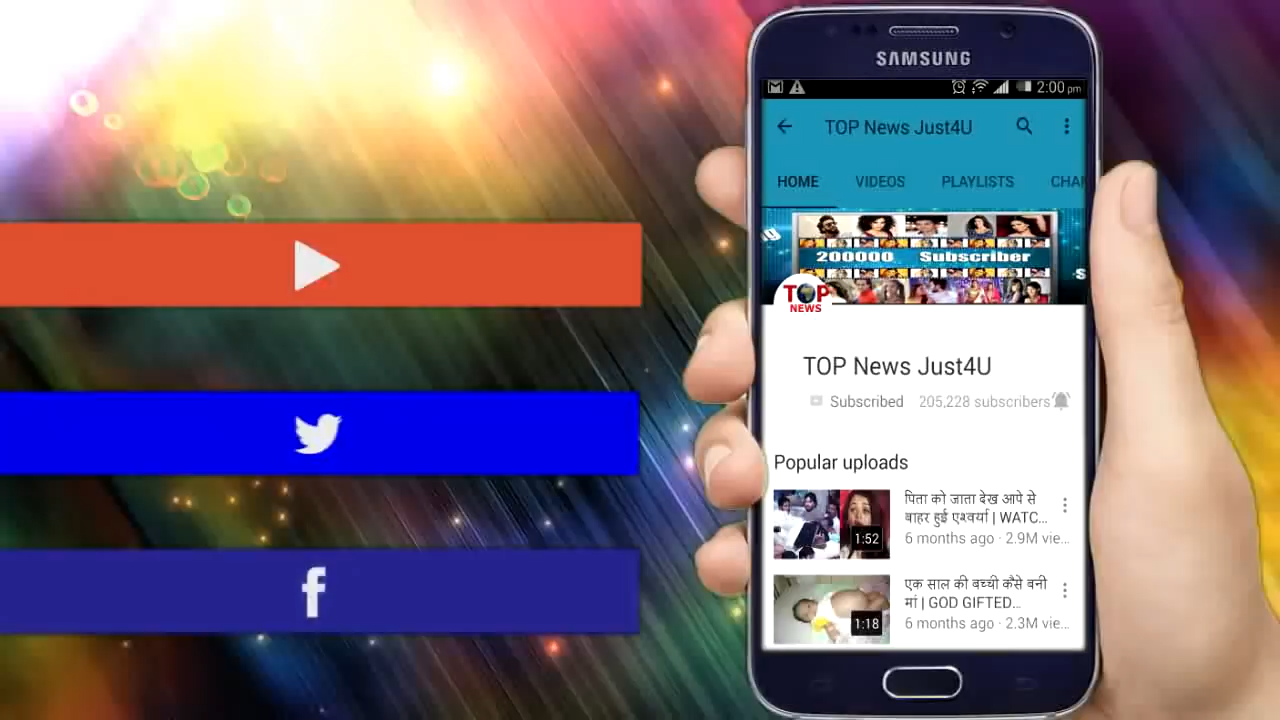 SAMSUNG
2:00 pm
TOP News Just4U
HOME VIDEOS PLAYLISTS CHA
200000 Subscriber
TOP
NEWS
TOP News Just4U
Subscribed 205,228 subscribers
Popular uploads
पिता को जाता देख आपे से
बाहर हुई एश्वर्या | WATC...
6 months ago · 2.9M vie...
1:52
एक साल की बच्ची कैसे बनी
मां | GOD GIFTED...
6 months ago · 2.3M vie...
1:18